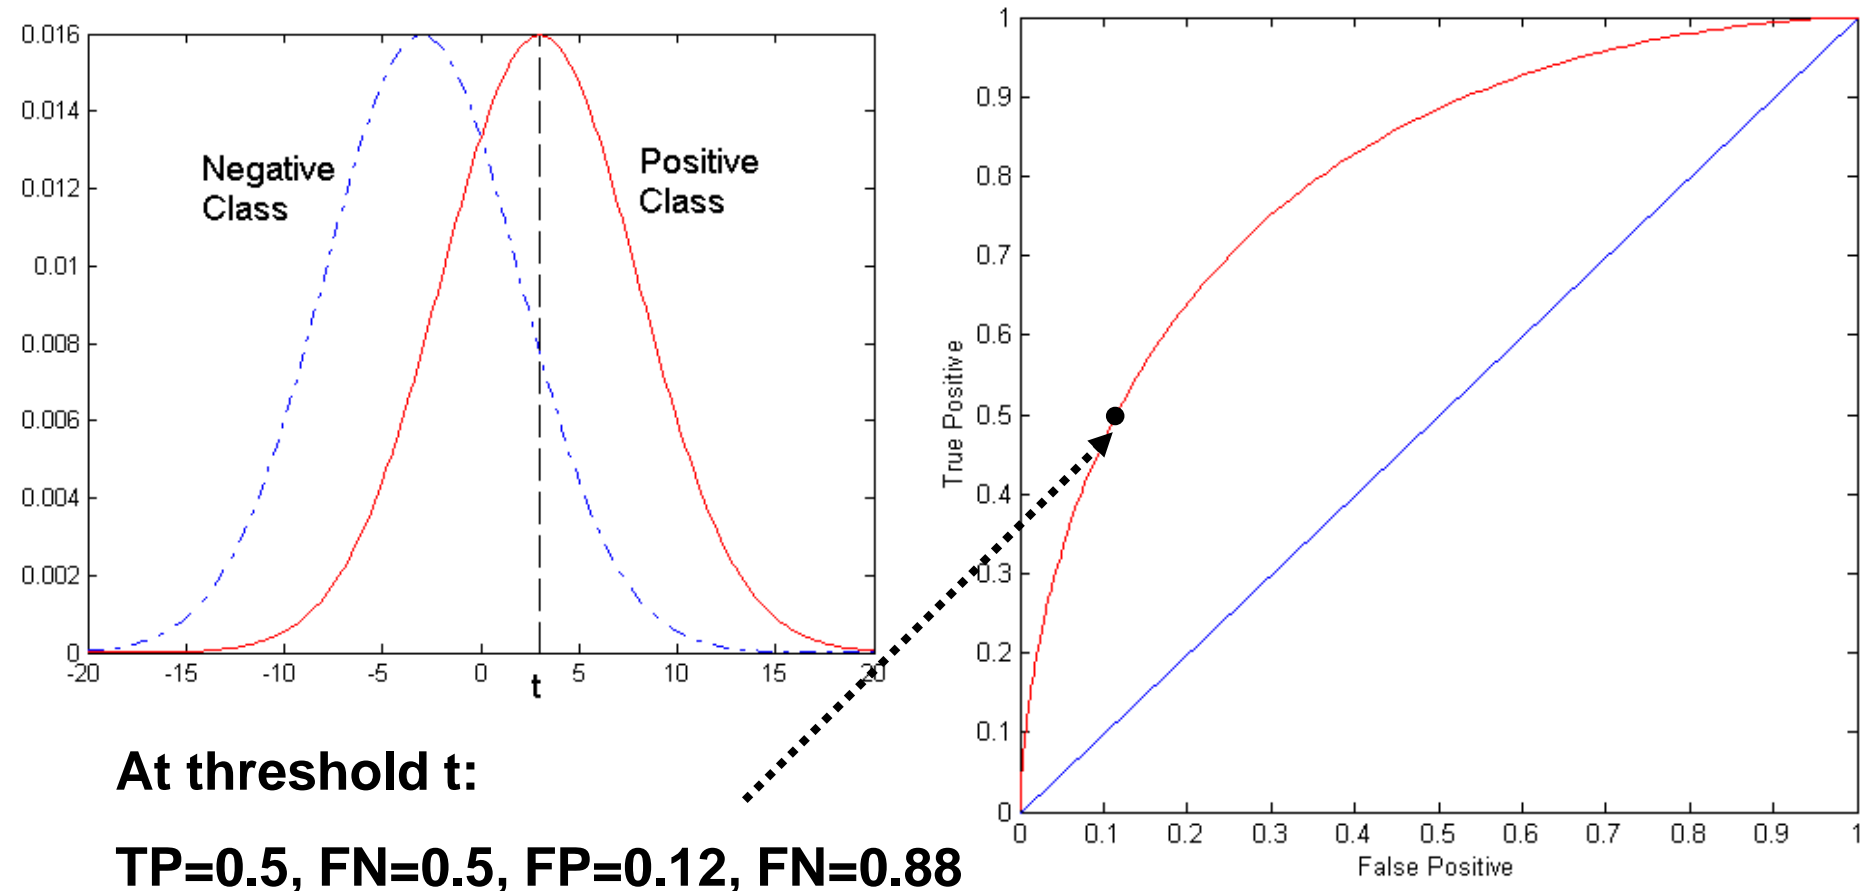 0.016
0.014
0.012
0.01
0.008
0.006
0.004
0.002
0
-20 -15 -10 -5 0 5 10 15 20
t
Negative
Class
Positive
Class
1
0.9
0.8
0.7
0.6
0.5
0.4
0.3
0.2
0.1
0
0 0.1 0.2 0.3 0.4 0.5 0.6 0.7 0.8 0.9 1
True Positive
False Positive
At threshold t:
TP=0.5, FN=0.5, FP=0.12, FN=0.88